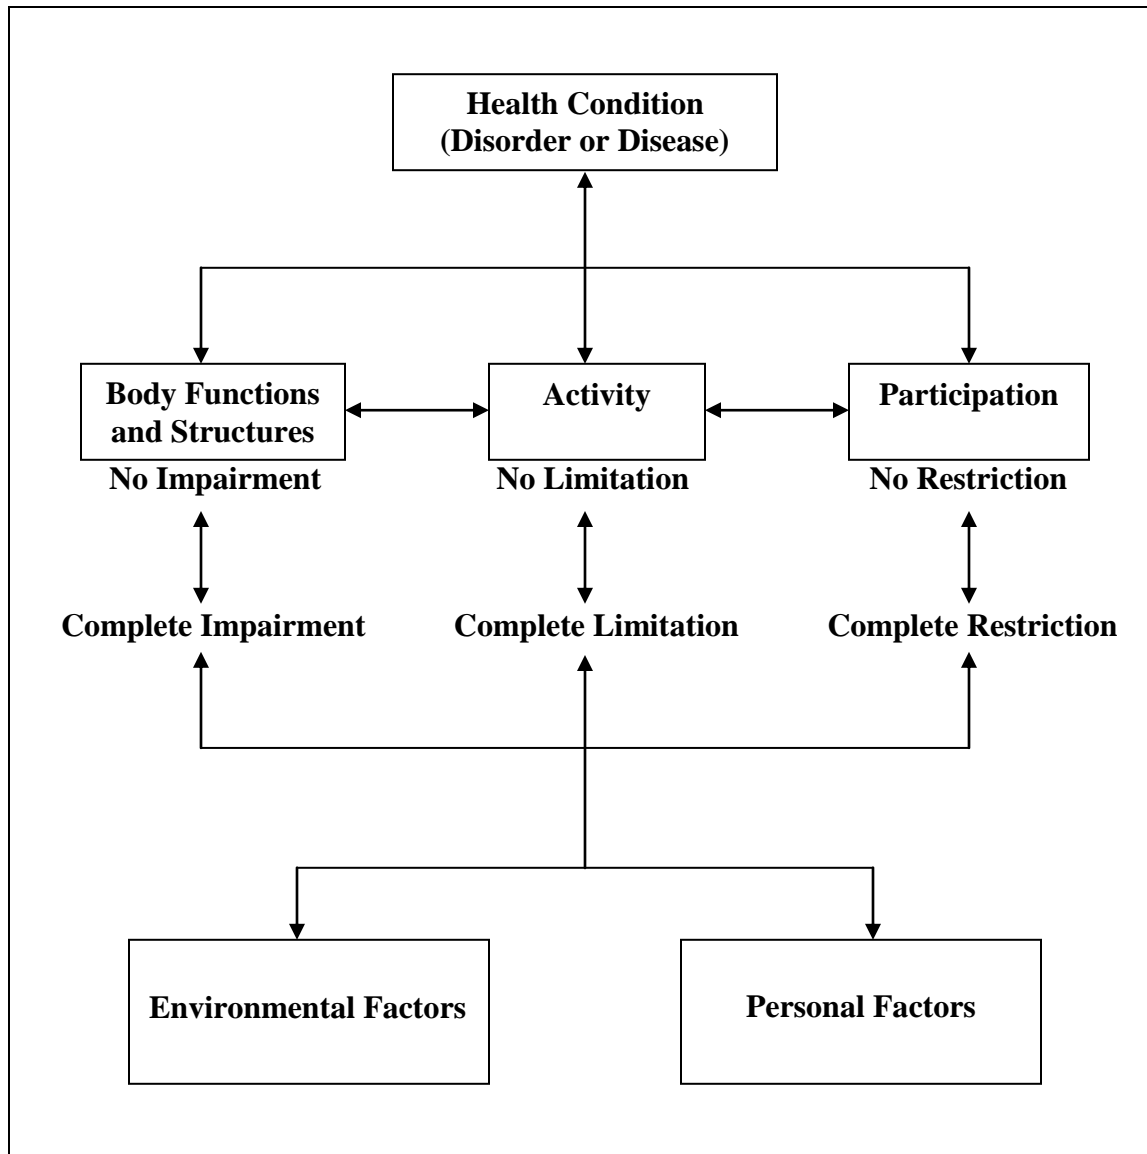 Health Condition
(Disorder or Disease)
Body Functions
and Structures
Activity
Participation
No Impairment
No Limitation
No Restriction
Complete Impairment
Complete Limitation
Complete Restriction
Environmental Factors
Personal Factors